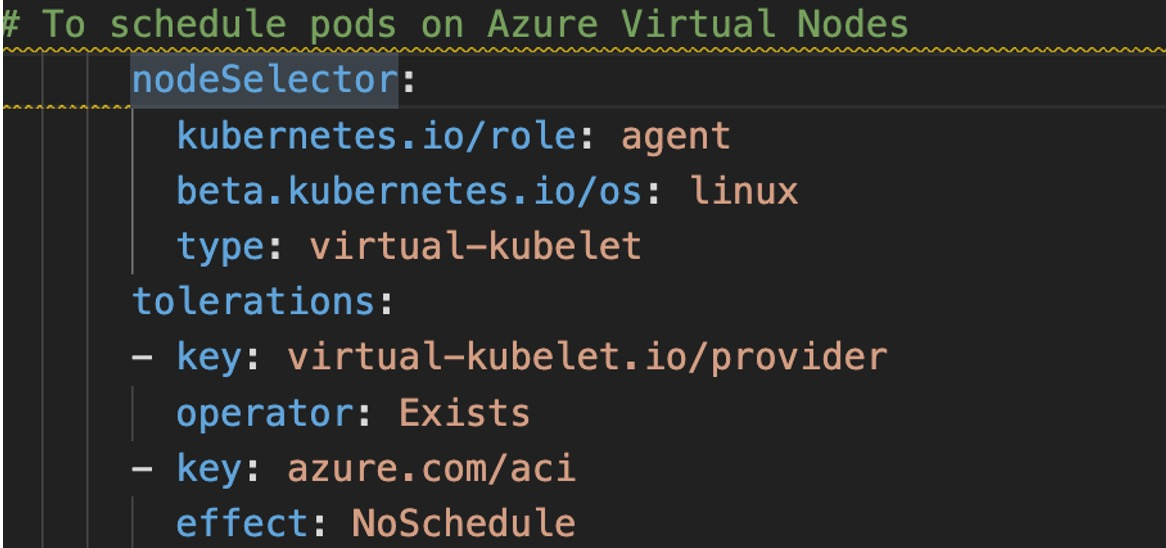 # To schedule pods on Azure Virtual Nodes
nodeSelector:
kubernetes.io/role: agent
beta.kubernetes.io/os: linux
type: virtual-kubelet
tolerations:
- key: virtual-kubelet.io/provider
operator: Exists
- key: azure.com/aci
effect: NoSchedule